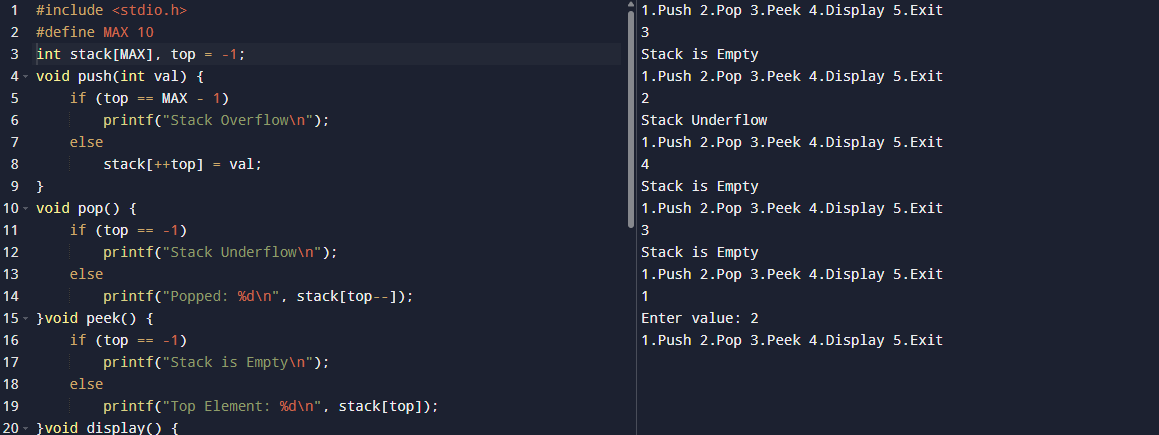 1 #include <stdio.h>
2 #define MAX 10
3 int stack[MAX], top = -1;
4 void push(int val) {
5 if (top == MAX - 1)
6 printf("Stack Overflow\n");
7 else
8 stack[++top] = val;
9 }
10 void pop() {
11 if (top == -1)
12 printf("Stack Underflow\n");
13 else
14 printf("Popped: %d\n", stack[top--]);
15 }void peek() {
16 if (top == -1)
17 printf("Stack is Empty\n");
18 else
19 printf("Top Element: %d\n", stack[top]);
20 }void display() {
1.Push 2.Pop 3.Peek 4.Display 5.Exit
3
Stack is Empty
1.Push 2.Pop 3.Peek 4.Display 5.Exit
2
Stack Underflow
1.Push 2.Pop 3.Peek 4.Display 5.Exit
4
Stack is Empty
1.Push 2.Pop 3.Peek 4.Display 5.Exit
3
Stack is Empty
1.Push 2.Pop 3.Peek 4.Display 5.Exit
1
Enter value: 2
1.Push 2.Pop 3.Peek 4.Display 5.Exit